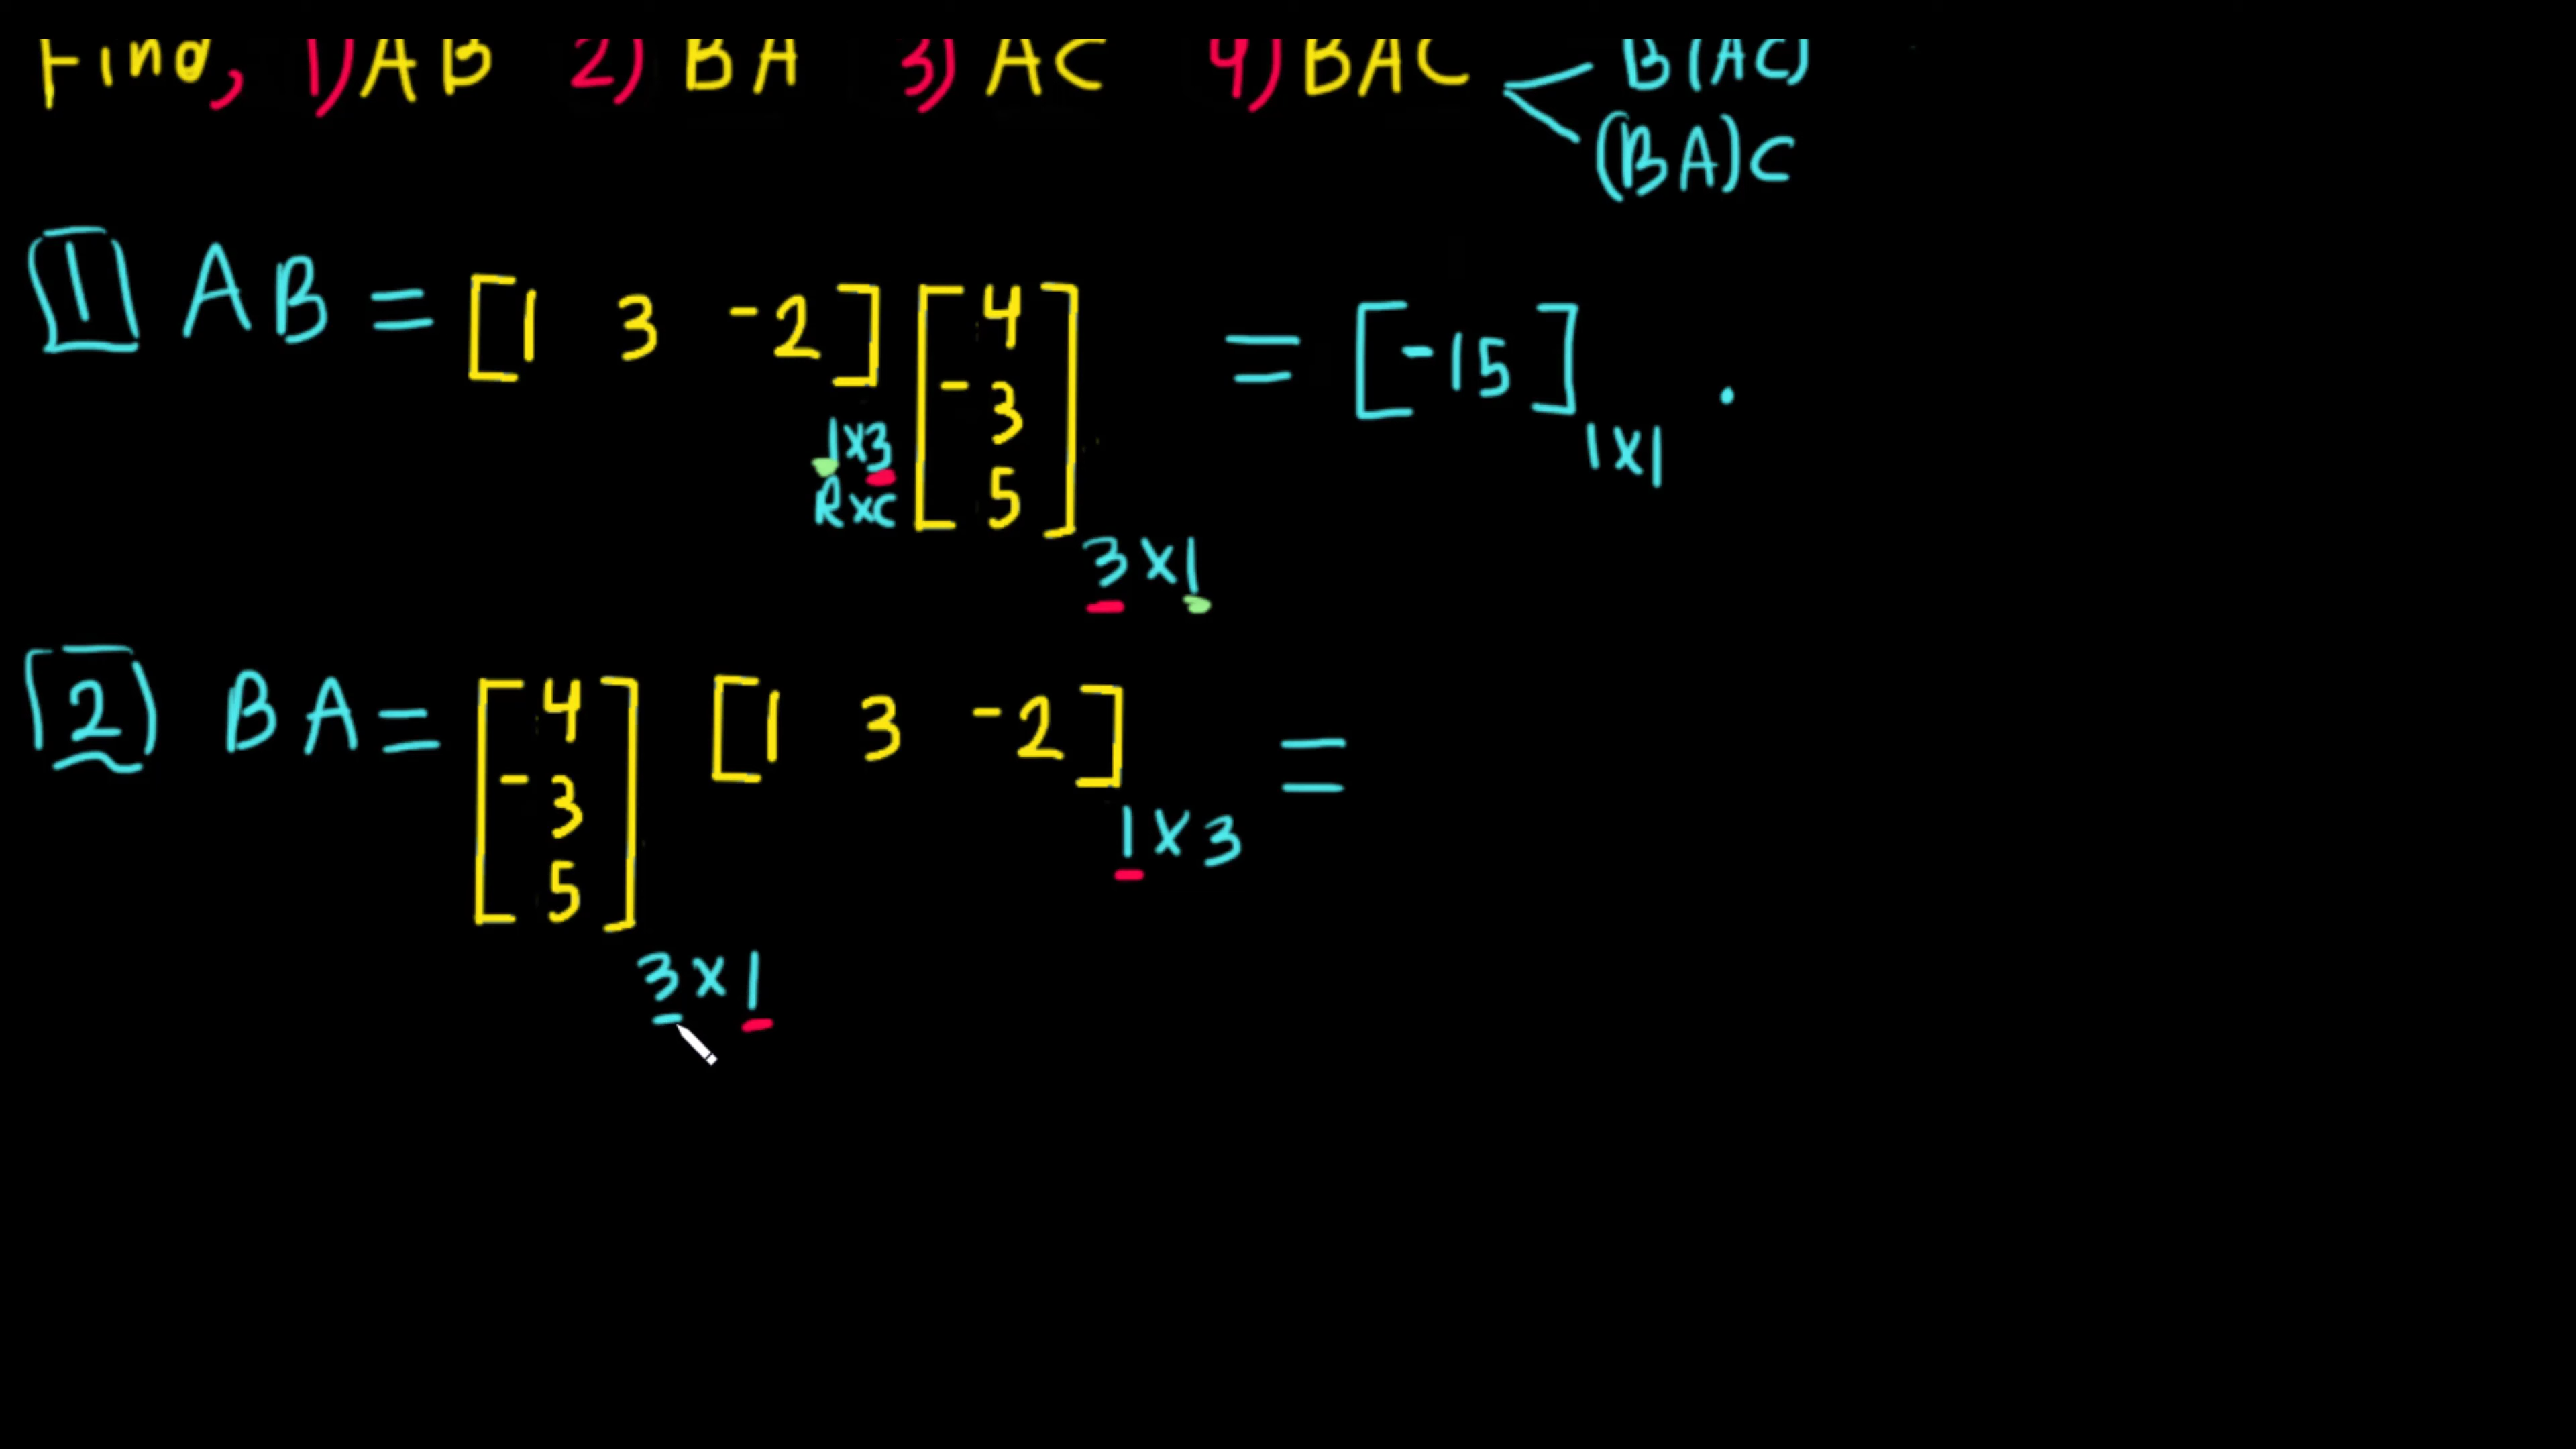 Find, 1) AB 2) BA 3) AC 4) BAC < B(AC)
(BA)C
1 AB = [1 3 -2] [4 = [-15] .
-3
1x3 1x1
RxC 5]
3x1
2) BA = [4 [1 3 -2] =
-3 1x3
5]
3x1